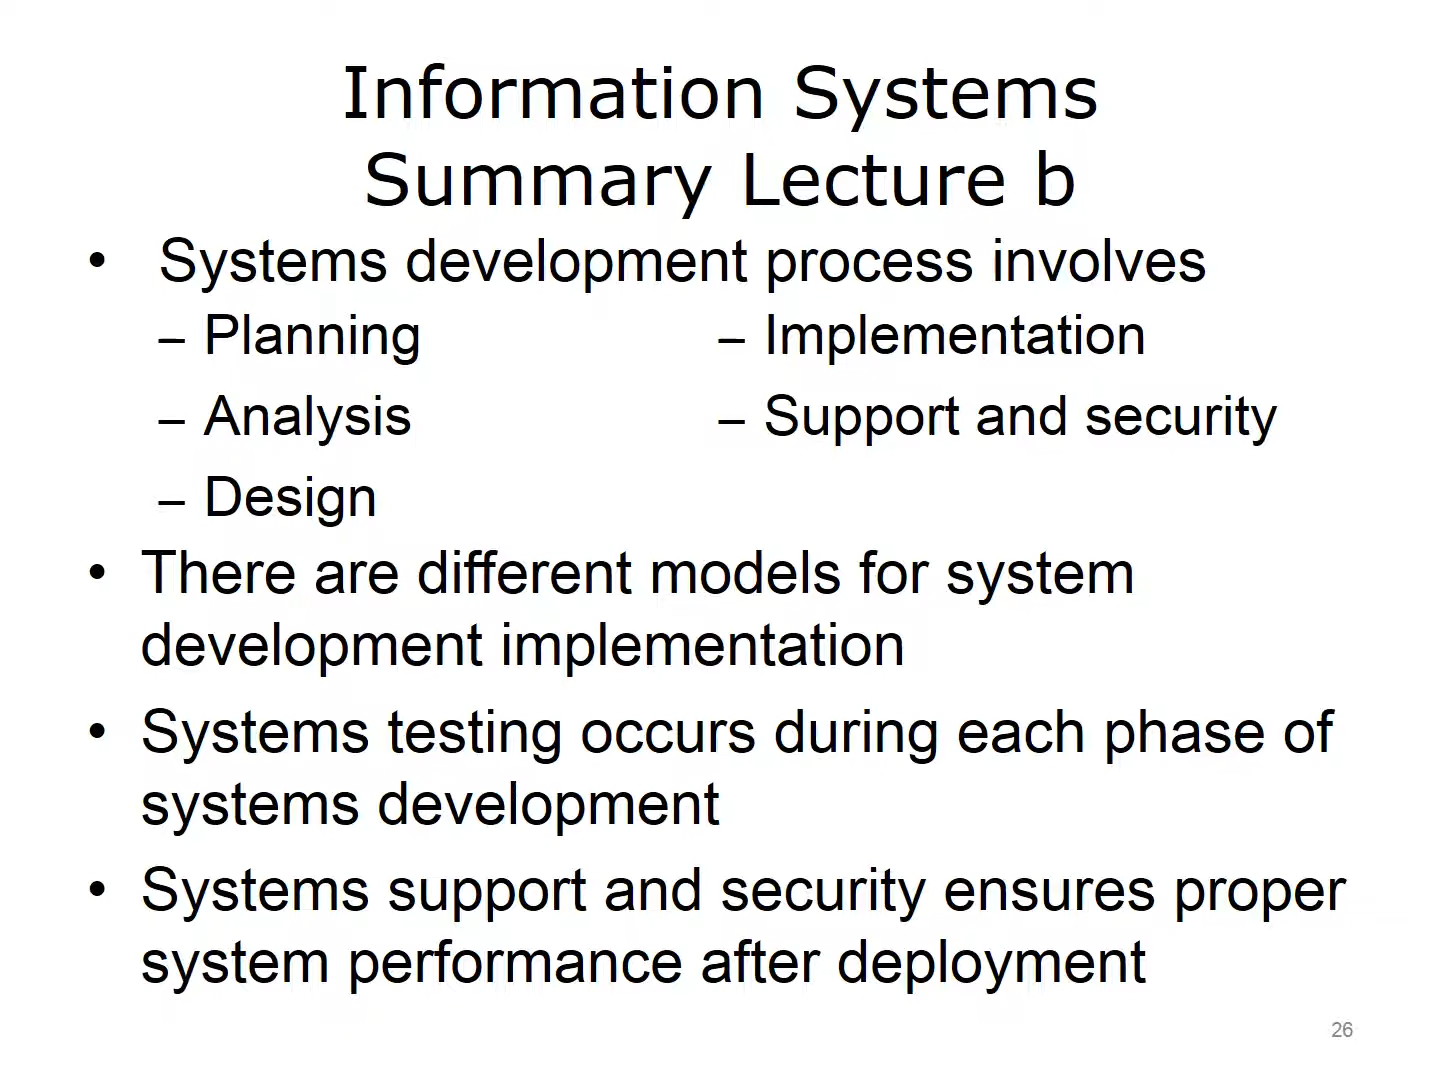 Information Systems
Summary Lecture b
• Systems development process involves
– Planning
– Analysis
– Design
– Implementation
– Support and security
• There are different models for system
development implementation
• Systems testing occurs during each phase of
systems development
• Systems support and security ensures proper
system performance after deployment
26